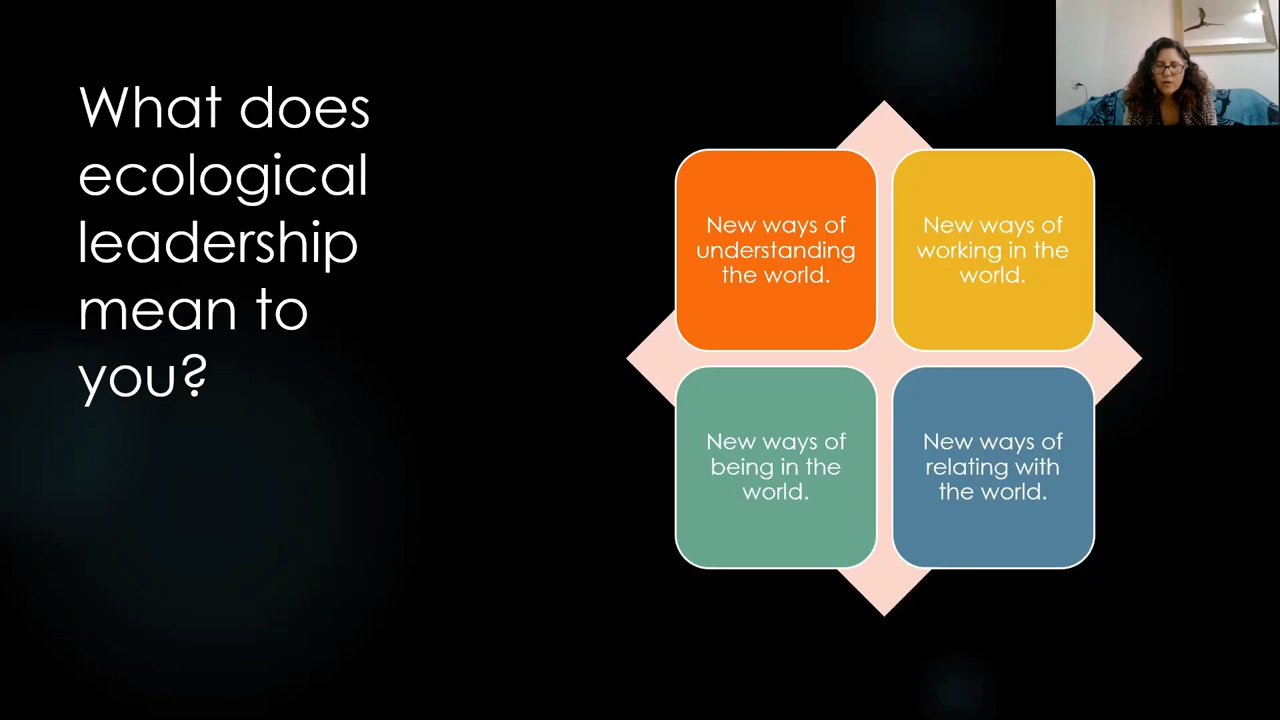 What does
ecological
leadership
mean to
you?
New ways of
understanding
the world.
New ways of
working in the
world.
New ways of
being in the
world.
New ways of
relating with
the world.